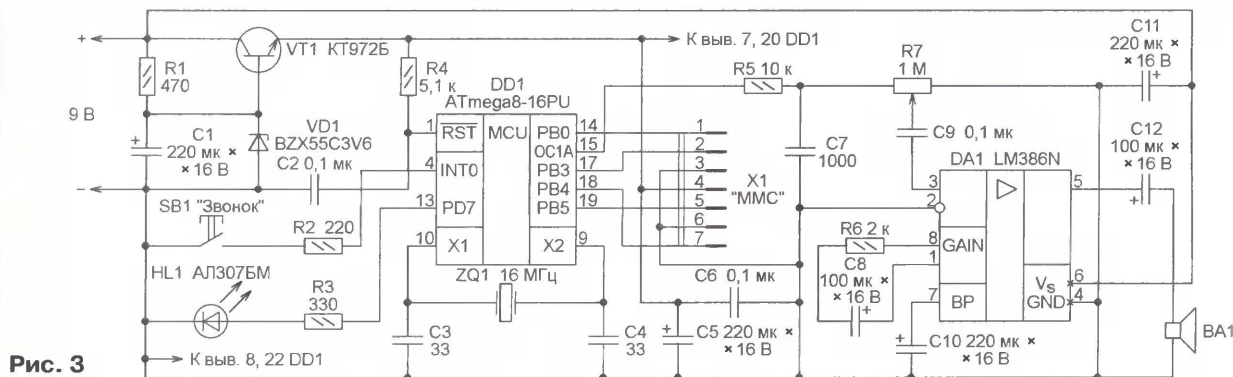 +
VT1 КТ972Б
К выв. 7, 20 DD1
C11
220 мк ×
× 16 В
+
R1
470
R4
5,1 к
DD1
ATmega8-16PU
R5 10 к
R7
1 М
9 В
+
C1
220 мк ×
× 16 В
VD1
BZX55C3V6
C2 0,1 мк
1
RST
MCU
PB0
14
OC1A
15
4
INT0
PB3
17
PB4
18
13
PD7
PB5
19
10
X1
X2
9
1
2
3
4
5
6
7
X1
"MMC"
C7
1000
C9 0,1 мк
DA1 LM386N
C12
100 мк ×
× 16 В
+
−
SB1 "Звонок"
R2 220
HL1 АЛ307БМ
R3
330
ZQ1 16 МГц
C3
33
C4
33
C6 0,1 мк
+
C5 220 мк ×
× 16 В
R6 2 к
C8
100 мк ×
× 16 В
+
3
2
8
GAIN
1
7
BP
5
Vs
6
GND
4
+
C10 220 мк ×
× 16 В
BA1
К выв. 8, 22 DD1
Рис. 3